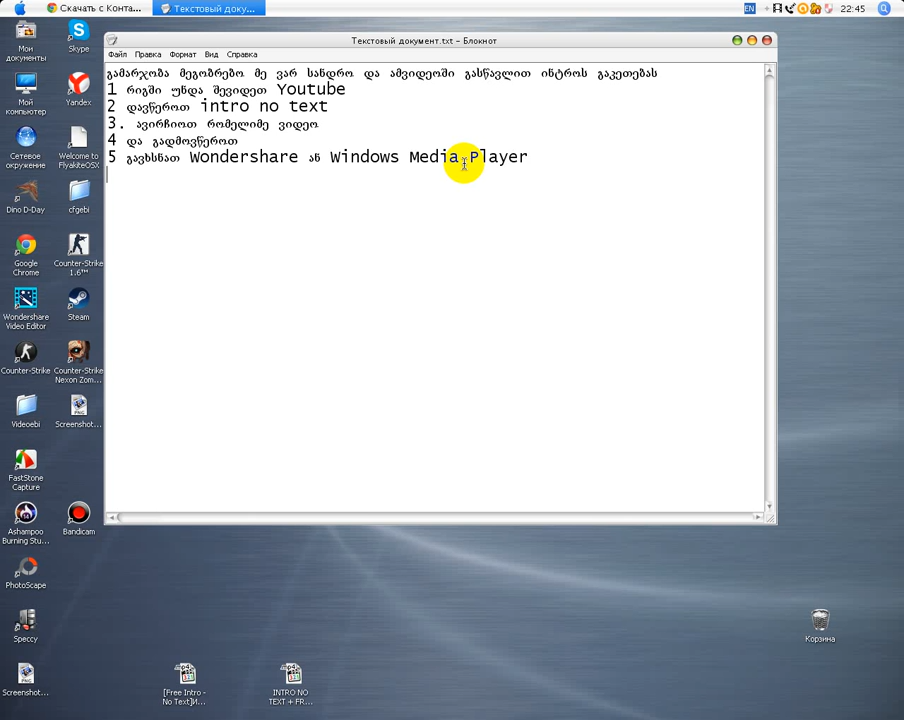 Скачать с Конта...
Текстовый доку...
EN
22:45
Текстовый документ.txt – Блокнот
Файл Правка Формат Вид Справка
გამარჯობა მეგობრებო მე ვარ სანდრო და ამვიდეოში გასწავლით ინტროს გაკეთებას
1 რიგში უნდა შევიდეთ Youtube
2 დავწეროთ intro no text
3. ავირჩიოთ რომელიმე ვიდეო
4 და გადმოვწეროთ
5 გავხსნათ Wondershare ან Windows Media Player
Мои документы
Skype
Мой компьютер
Yandex
Сетевое окружение
Welcome to FlyakiteOSX
Dino D-Day
cfgebi
Google Chrome
Counter-Strike 1.6™
Wondershare Video Editor
Steam
Counter-Strike
Counter-Strike Nexon Zom...
Videoebi
Screenshot...
FastStone Capture
Ashampoo Burning Stu...
Bandicam
PhotoScape
Speccy
Screenshot...
[Free Intro - No Text]И...
INTRO NO TEXT + FR...
Корзина